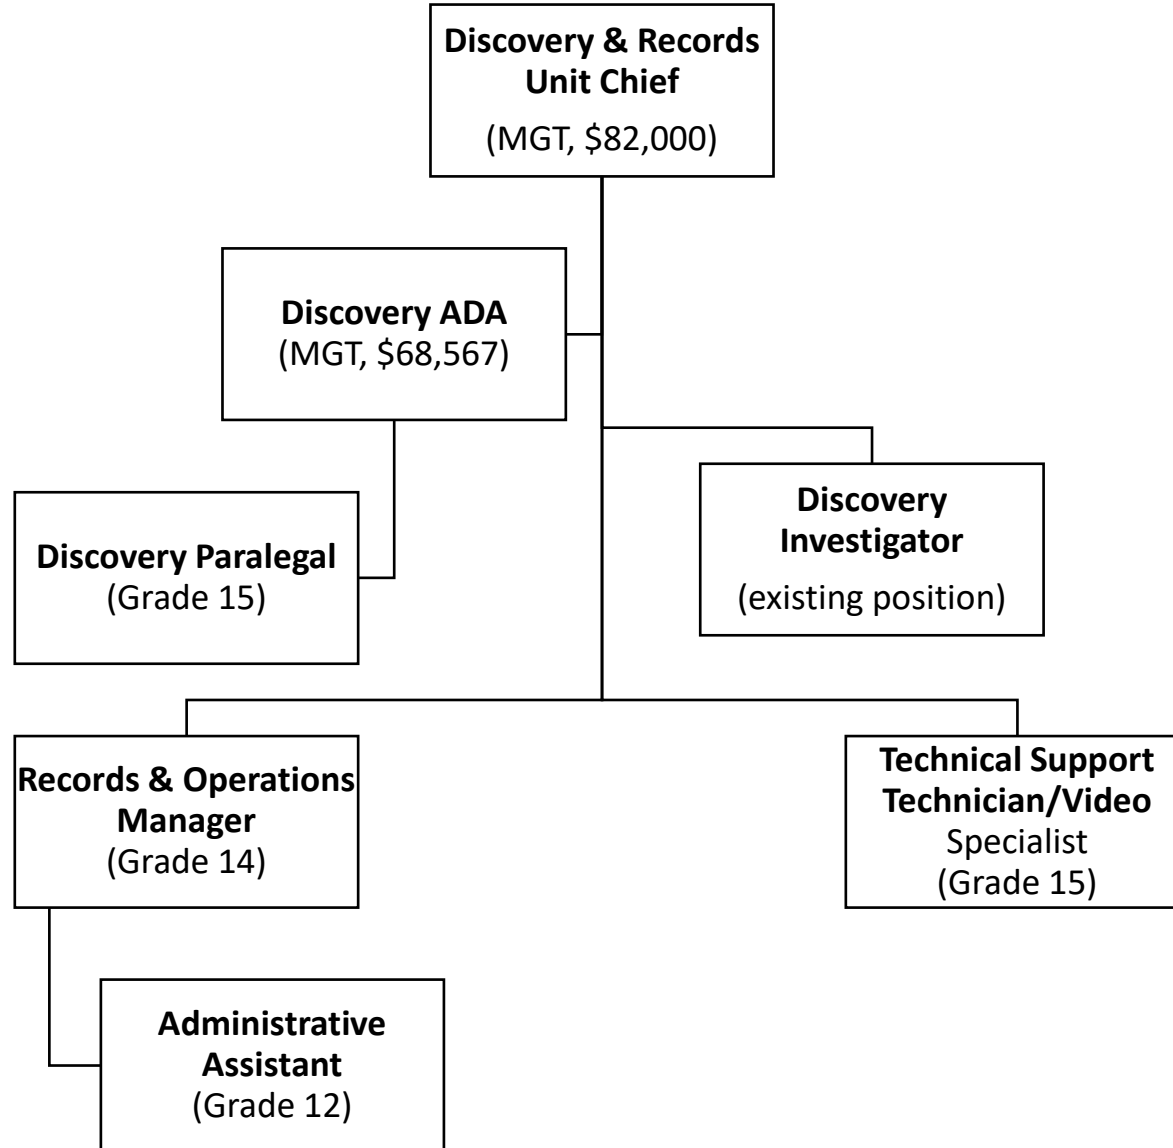 Discovery & Records
Unit Chief
(MGT, $82,000)
Discovery ADA
(MGT, $68,567)
Discovery
Investigator
(existing position)
Discovery Paralegal
(Grade 15)
Records & Operations
Manager
(Grade 14)
Technical Support
Technician/Video
Specialist
(Grade 15)
Administrative
Assistant
(Grade 12)